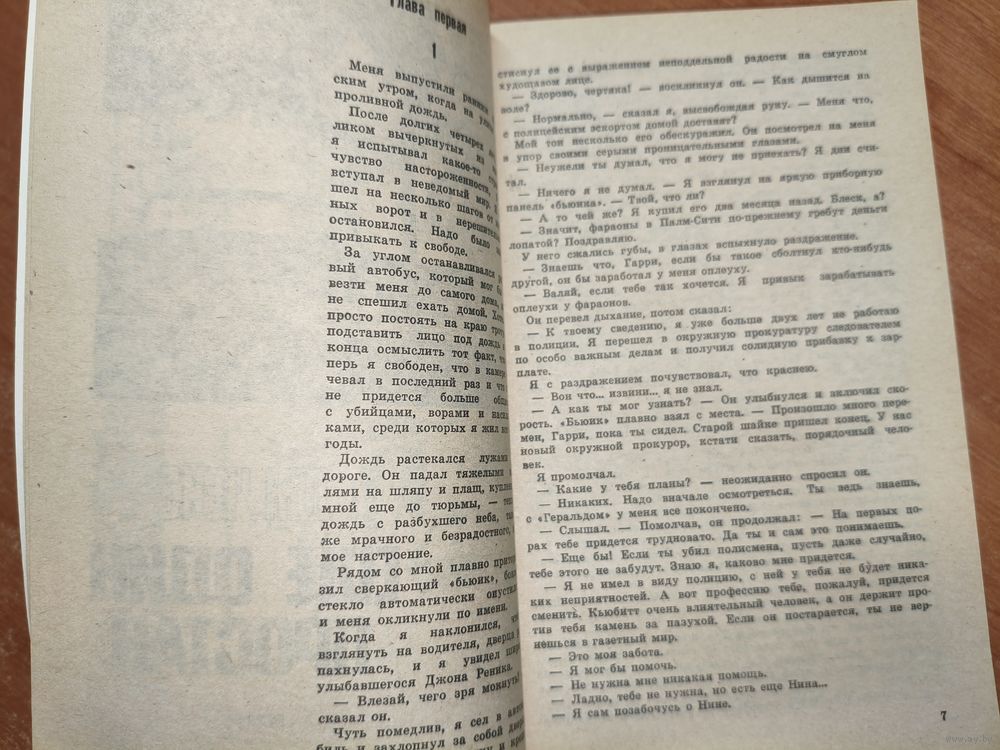 Глава первая
1
Меня выпустили ранним
ским утром, когда на
проливной дождь.
После долгих четырех
ликом вычеркнутых из
я испытывал какое-то
чувство настороженности,
вступал в неведомый мир.
шел на несколько шагов от
ных ворот и в нерешитель
остановился. Надо было
привыкать к свободе.
За углом останавливался
вый автобус, который мог
везти меня до самого дома,
не спешил ехать домой.
просто постоять на краю
подставить лицо под дождь
конца осмыслить тот факт,
перь я свободен, что в камере
чевал в последний раз и что
не придется больше
с убийцами, ворами и
ками, среди которых я жил
годы.
Дождь растекался лужами
дороге. Он падал тяжелыми
лями на шляпу и плащ,
мной еще до тюрьмы,
дождь с разбухшего неба,
же мрачного и безрадостного,
мое настроение.
Рядом со мной плавно
зил сверкающий «бьюик»,
стекло автоматически
и меня окликнули по имени.
Когда я наклонился,
взглянуть на водителя, дверца
пахнулась, и я увидел
улыбавшегося Джона Реника.
— Влезай, чего зря мокнуть!
сказал он.
Чуть помедлив, я сел в
биль и захлопнул за собой
стиснул ее с выражением неподдельной радости на смуглом
худощавом лице.
— Здорово, чертяка! — воскликнул он. — Как дышится на
воле?
— Нормально, — сказал я, высвобождая руку. — Меня что,
с полицейским эскортом домой доставят?
Мой тон несколько его обескуражил. Он посмотрел на меня
в упор своими серыми проницательными глазами.
— Неужели ты думал, что я могу не приехать? Я дни счи-
тал.
— Ничего я не думал. — Я взглянул на яркую приборную
панель «бьюика». — Твой, что ли?
— А то чей же? Я купил его два месяца назад. Блеск, а?
— Значит, фараоны в Палм-Сити по-прежнему гребут деньги
лопатой? Поздравляю.
У него сжались губы, в глазах вспыхнуло раздражение.
— Знаешь что, Гарри, если бы такое сболтнул кто-нибудь
другой, он бы заработал у меня оплеуху.
— Валяй, если тебе так хочется. Я привык зарабатывать
оплеухи у фараонов.
Он перевел дыхание, потом сказал:
— К твоему сведению, я уже больше двух лет не работаю
в полиции. Я перешел в окружную прокуратуру следователем
по особо важным делам и получил солидную прибавку к зар-
плате.
Я с раздражением почувствовал, что краснею.
— Вон что... извини... я не знал.
— А как ты мог узнать? — Он улыбнулся и включил ско-
рость. «Бьюик» плавно взял с места. — Произошло много пере-
мен, Гарри, пока ты сидел. Старой шайке пришел конец. У нас
новый окружной прокурор, кстати сказать, порядочный чело-
век.
Я промолчал.
— Какие у тебя планы? — неожиданно спросил он.
— Никаких. Надо вначале осмотреться. Ты ведь знаешь,
с «Геральдом» у меня все покончено.
— Слышал. — Помолчав, он продолжал: — На первых по-
рах тебе придется трудновато. Да ты и сам это понимаешь.
— Еще бы! Если ты убил полисмена, пусть даже случайно,
тебе этого не забудут. Знаю я, каково мне придется.
— Я не имел в виду полицию, с ней у тебя не будет ника-
ких неприятностей. А вот профессию тебе, пожалуй, придется
сменить. Кьюбитт очень влиятельный человек, а он держит про-
тив тебя камень за пазухой. Если он постарается, ты не вер-
нешься в газетный мир.
— Это моя забота.
— Я мог бы помочь.
— Не нужна мне никакая помощь.
— Ладно, тебе не нужна, но есть еще Нина...
— Я сам позабочусь о Нине.
7